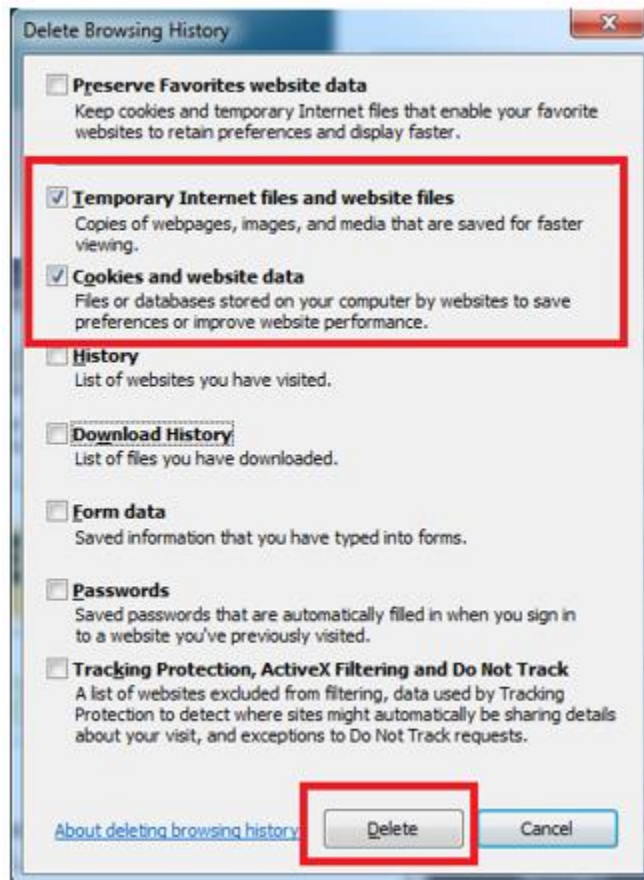 Delete Browsing History
Preserve Favorites website data
Keep cookies and temporary Internet files that enable your favorite
websites to retain preferences and display faster.
Temporary Internet files and website files
Copies of webpages, images, and media that are saved for faster
viewing.
Cookies and website data
Files or databases stored on your computer by websites to save
preferences or improve website performance.
History
List of websites you have visited.
Download History
List of files you have downloaded.
Form data
Saved information that you have typed into forms.
Passwords
Saved passwords that are automatically filled in when you sign in
to a website you've previously visited.
Tracking Protection, ActiveX Filtering and Do Not Track
A list of websites excluded from filtering, data used by Tracking
Protection to detect where sites might automatically be sharing details
about your visit, and exceptions to Do Not Track requests.
About deleting browsing history
Delete
Cancel